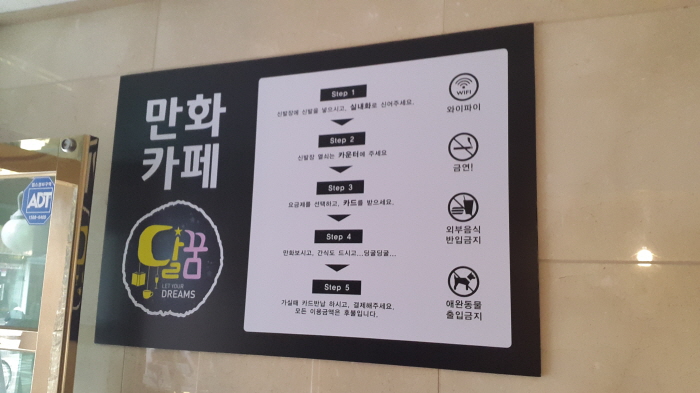 만화
카페
달꿈
LET YOUR
DREAMS
Step 1
신발장에 신발을 넣으시고, 실내화로 신어주세요.
Step 2
신발장 열쇠는 카운터에 주세요.
Step 3
요금제를 선택하고, 카드를 받으세요.
Step 4
만화보시고, 간식도 드시고...뒹굴뒹굴...
Step 5
가실때 카드반납 하시고, 결제해주세요.
모든 이용금액은 후불입니다.
WIFI
와이파이
금연!
외부음식
반입금지
애완동물
출입금지
ADT